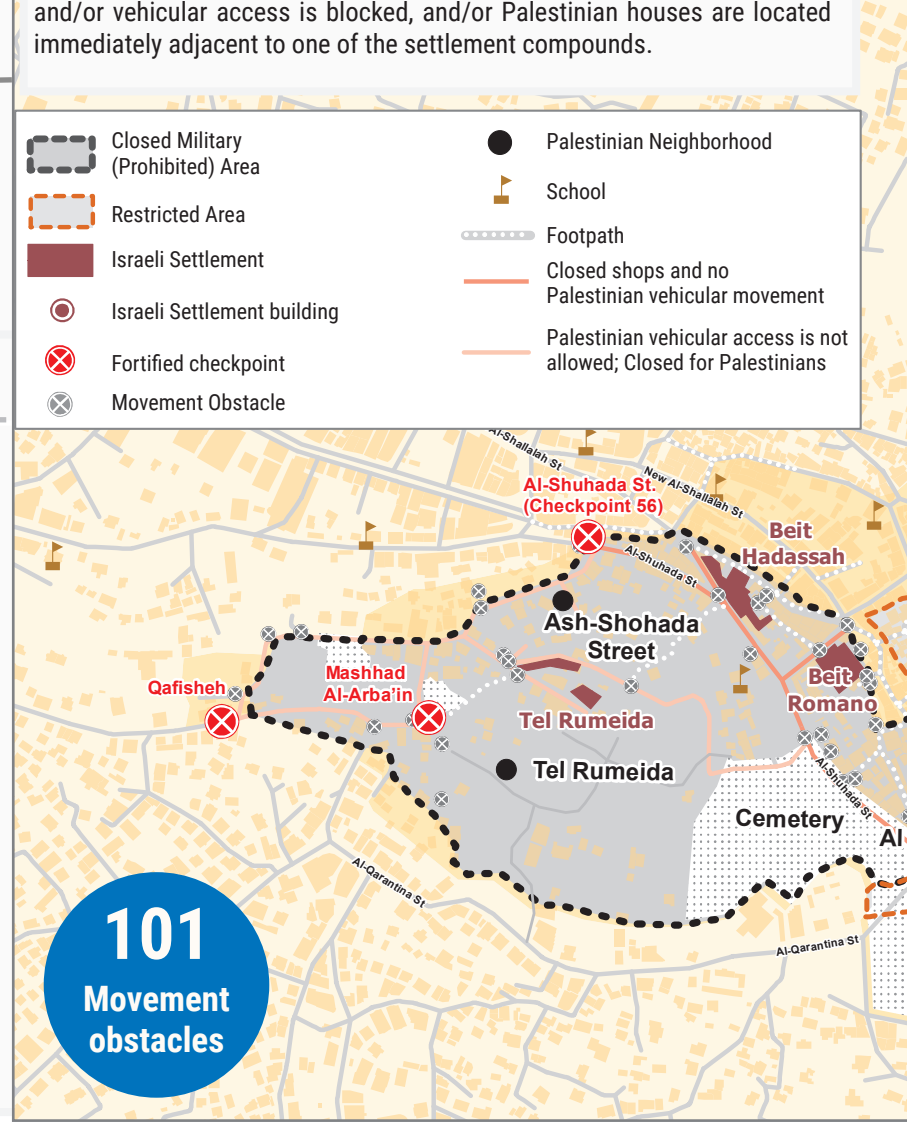 and/or vehicular access is blocked, and/or Palestinian houses are located
immediately adjacent to one of the settlement compounds.
Closed Military
(Prohibited) Area
Restricted Area
Israeli Settlement
Israeli Settlement building
Fortified checkpoint
Movement Obstacle
Palestinian Neighborhood
School
Footpath
Closed shops and no
Palestinian vehicular movement
Palestinian vehicular access is not
allowed; Closed for Palestinians
Al-Shallalah St
New Al-Shallalah St
Al-Shuhada St.
(Checkpoint 56)
Al-Shuhada St
Beit
Hadassah
Ash-Shohada
Street
Qafisheh
Mashhad
Al-Arba'in
Beit
Romano
Tel Rumeida
Tel Rumeida
Al-Shuhada St
Cemetery
Al
Al-Qarantina St
Al-Qarantina St
101
Movement
obstacles